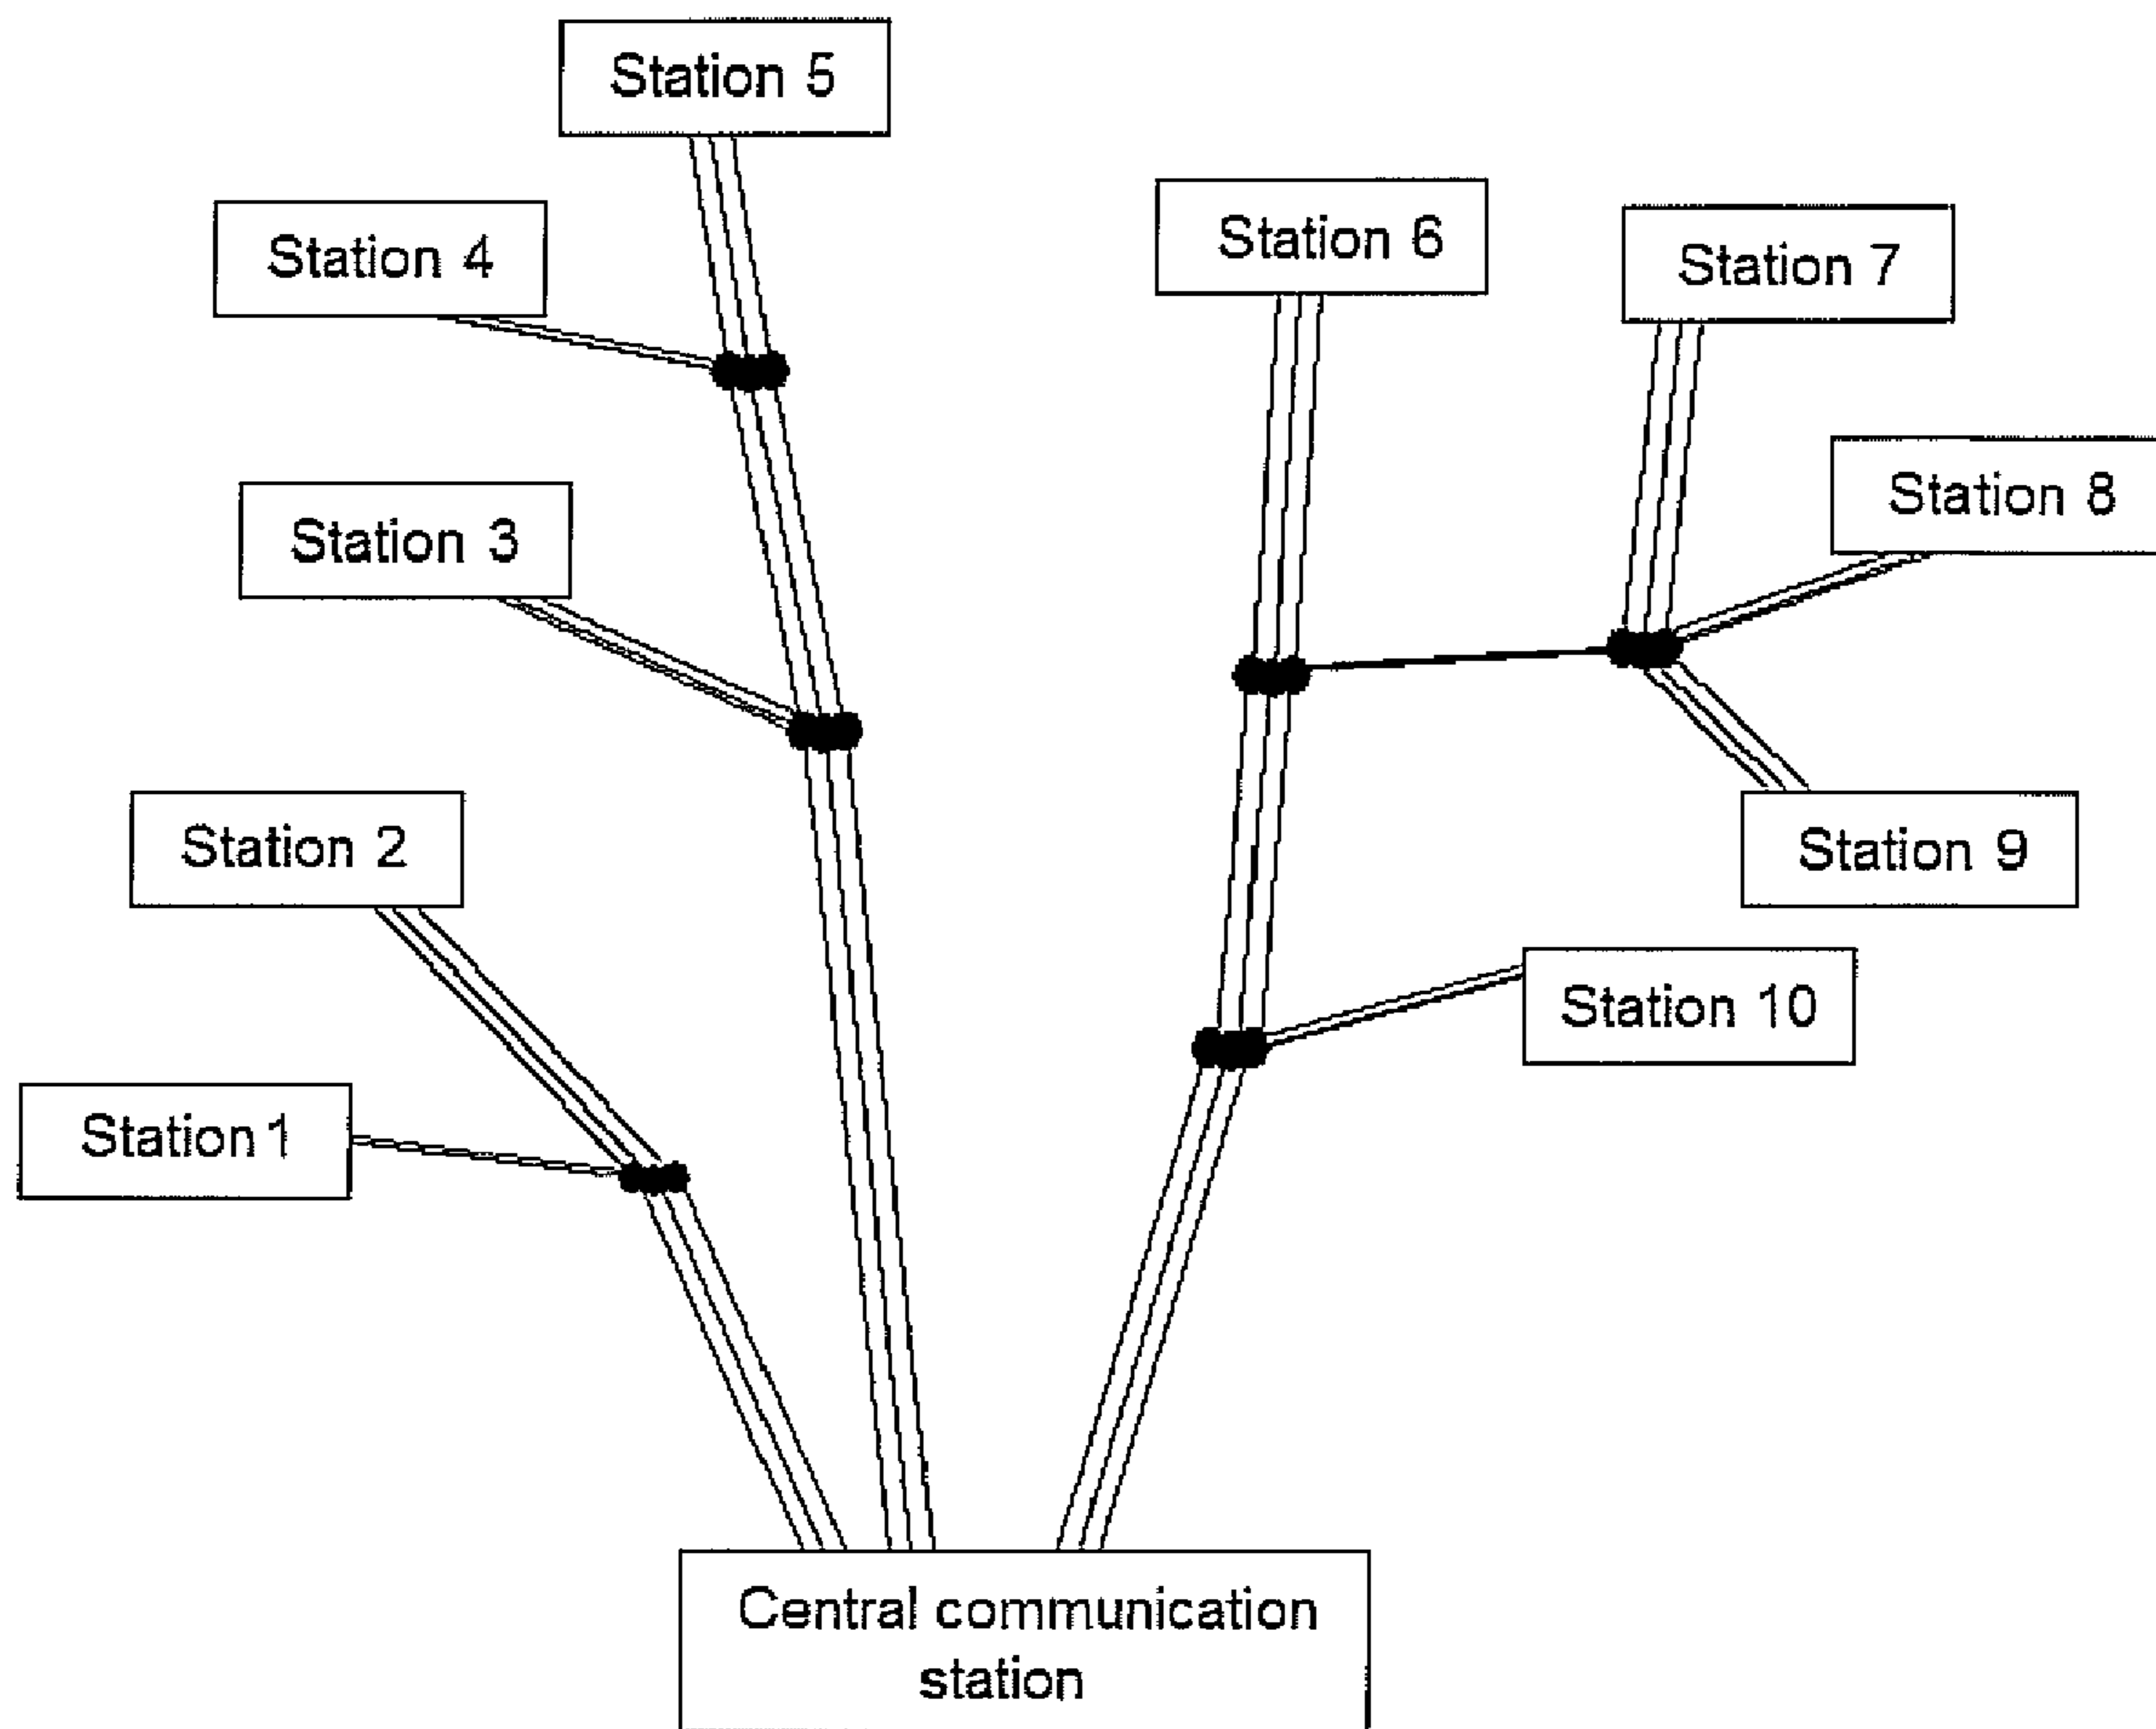 Station 5
Station 4
Station 6
Station 7
Station 8
Station 3
Station 2
Station 9
Station 10
Station 1
Central communication
station